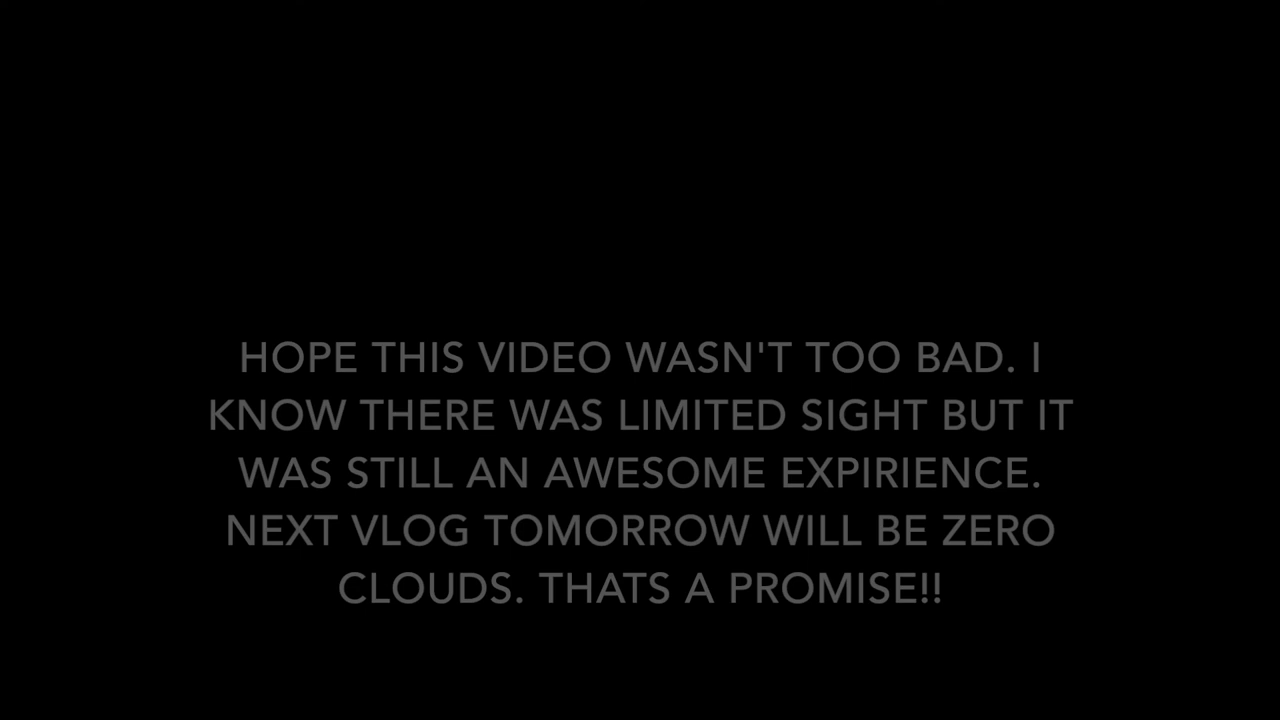 HOPE THIS VIDEO WASN'T TOO BAD. I
KNOW THERE WAS LIMITED SIGHT BUT IT
WAS STILL AN AWESOME EXPIRIENCE.
NEXT VLOG TOMORROW WILL BE ZERO
CLOUDS. THATS A PROMISE!!